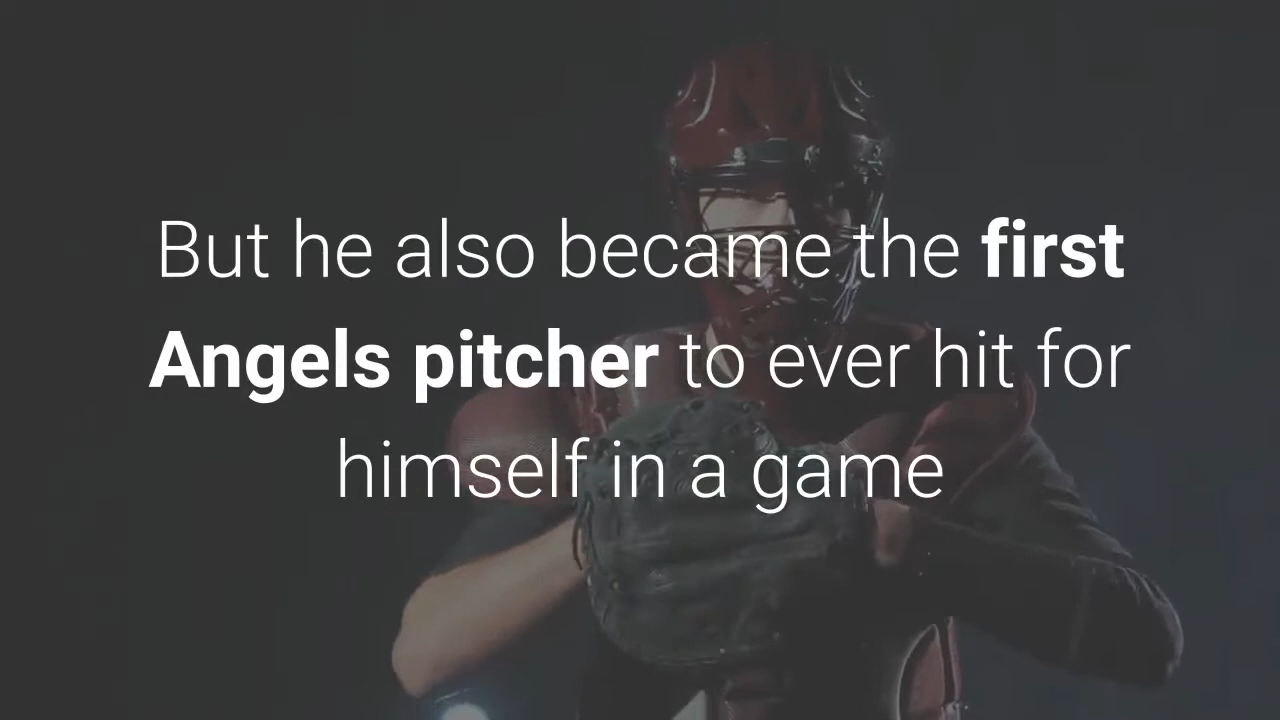 But he also became the first
Angels pitcher to ever hit for
himself in a game